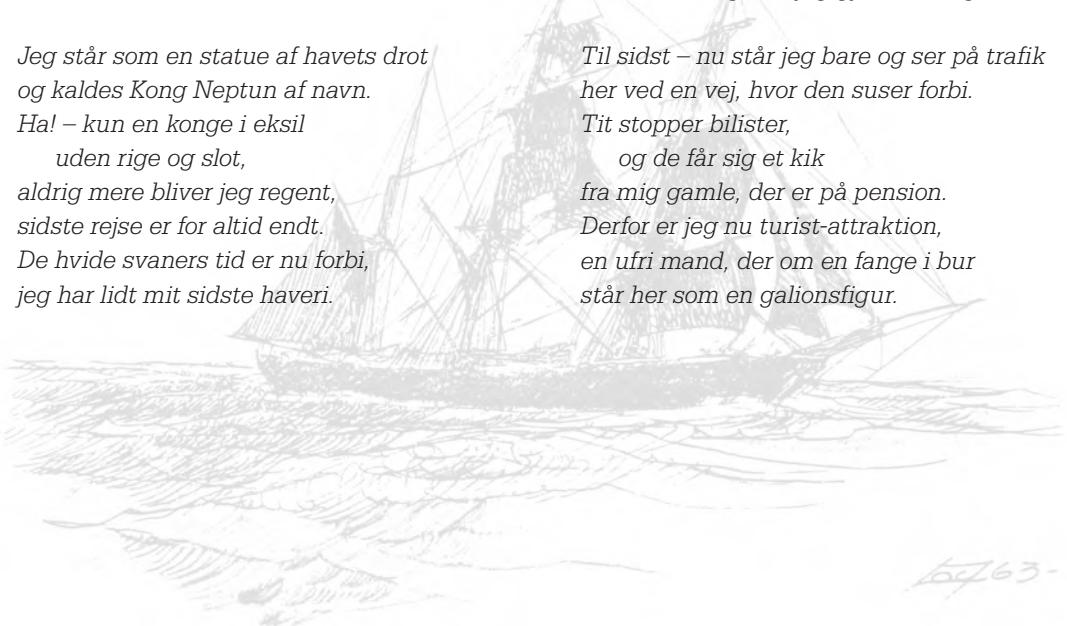 Jeg står som en statue af havets drot
og kaldes Kong Neptun af navn.
Ha! – kun en konge i eksil
uden rige og slot,
aldrig mere bliver jeg regent,
sidste rejse er for altid endt.
De hvide svaners tid er nu forbi,
jeg har lidt mit sidste haveri.
Til sidst – nu står jeg bare og ser på trafik
her ved en vej, hvor den suser forbi.
Tit stopper bilister,
og de får sig et kik
fra mig gamle, der er på pension.
Derfor er jeg nu turist-attraktion,
en ufri mand, der om en fange i bur
står her som en galionsfigur.
63-